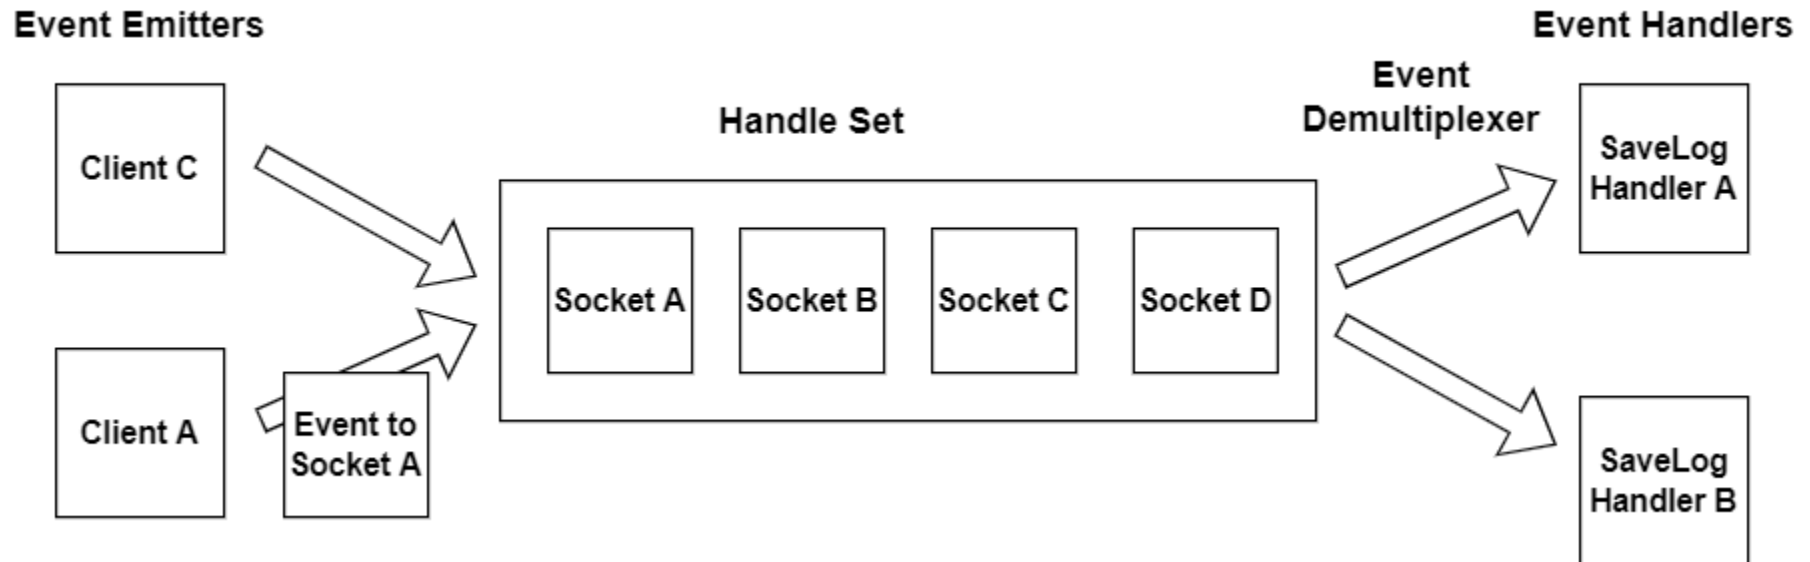 Event Emitters
Event Handlers
Event
Demultiplexer
Handle Set
Client C
SaveLog
Handler A
Socket A
Socket B
Socket C
Socket D
Client A
Event to
Socket A
SaveLog
Handler B